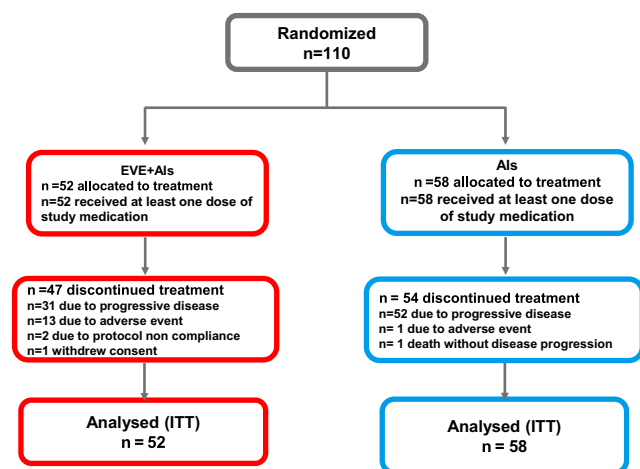 Randomized
n=110
EVE+AIs
n =52 allocated to treatment
n=52 received at least one dose of
study medication
AIs
n=58 allocated to treatment
n=58 received at least one dose
of study medication
n =47 discontinued treatment
n=31 due to progressive disease
n=13 due to adverse event
n=2 due to protocol non compliance
n=1 withdrew consent
n = 54 discontinued treatment
n=52 due to progressive disease
n= 1 due to adverse event
n= 1 death without disease progression
Analysed (ITT)
n = 52
Analysed (ITT)
n = 58